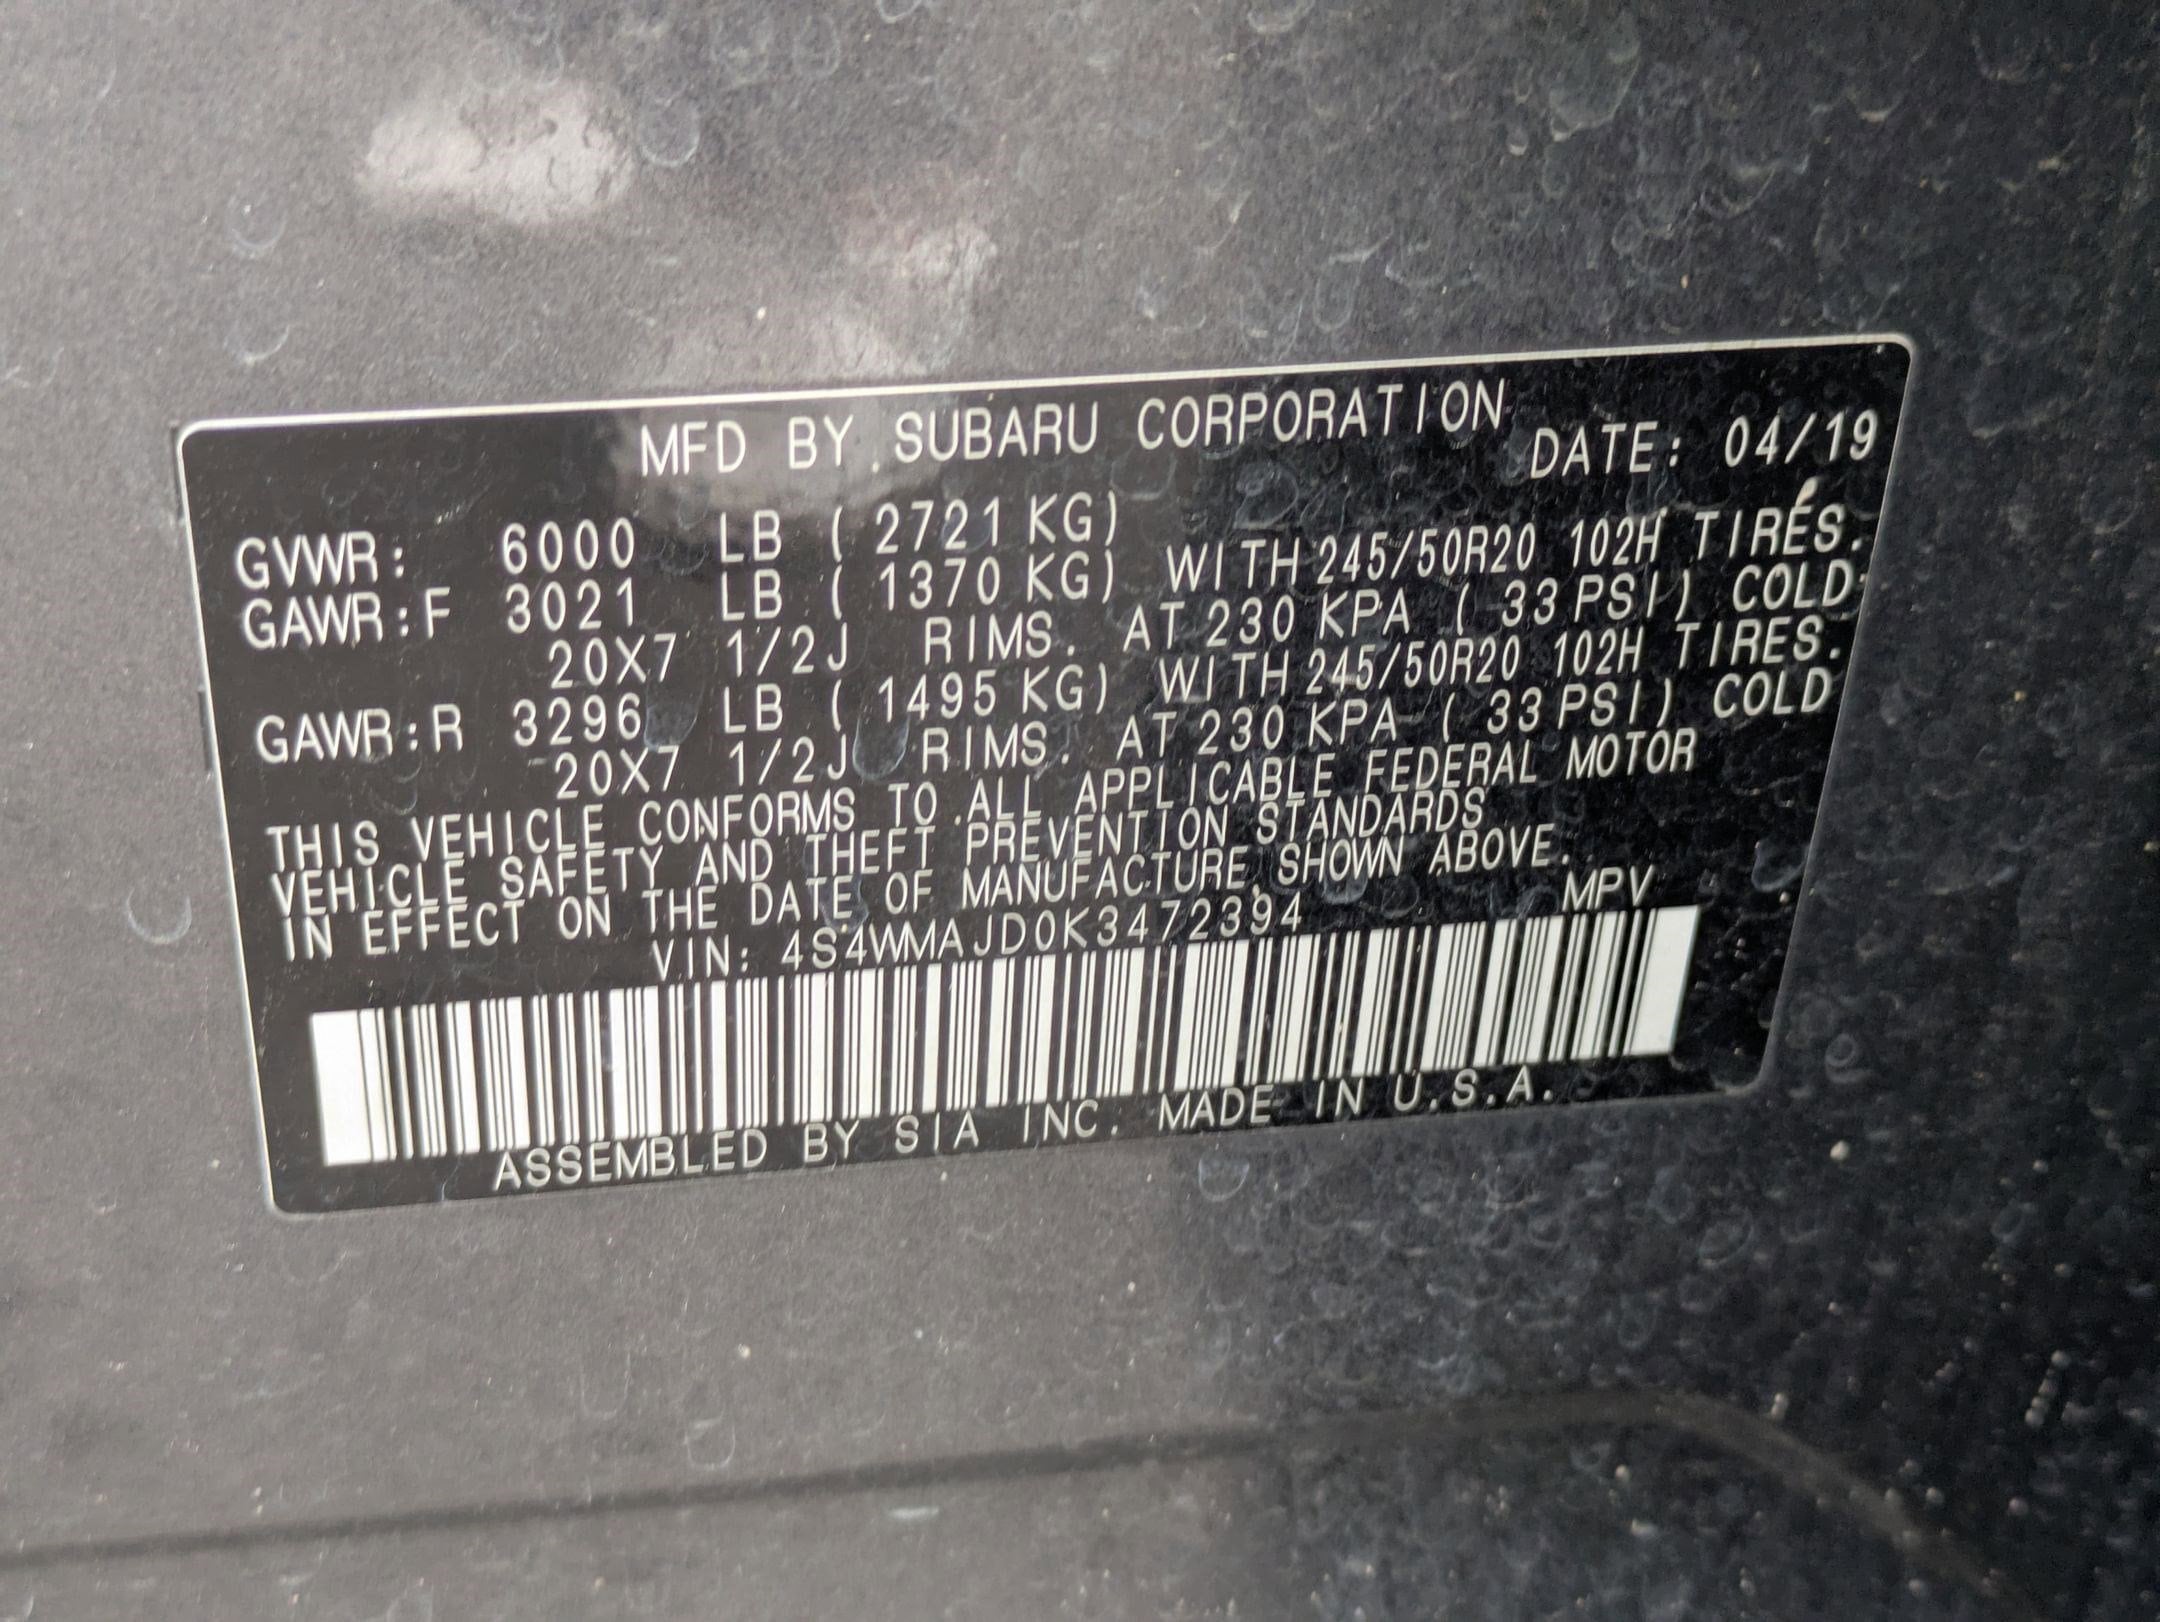 MFD BY SUBARU CORPORATION DATE: 04/19
GVWR: 6000 LB ( 2721 KG)
GAWR:F 3021 LB ( 1370 KG) WITH 245/50R20 102H TIRES.
20X7 1/2J RIMS. AT 230 KPA ( 33 PSI) COLD
GAWR:R 3296 LB ( 1495 KG) WITH 245/50R20 102H TIRES.
20X7 1/2J RIMS. AT 230 KPA ( 33 PSI) COLD
THIS VEHICLE CONFORMS TO ALL APPLICABLE FEDERAL MOTOR
VEHICLE SAFETY AND THEFT PREVENTION STANDARDS
IN EFFECT ON THE DATE OF MANUFACTURE SHOWN ABOVE.
VIN: 4S4WMAJD0K3472394 MPV
ASSEMBLED BY SIA INC. MADE IN U.S.A.